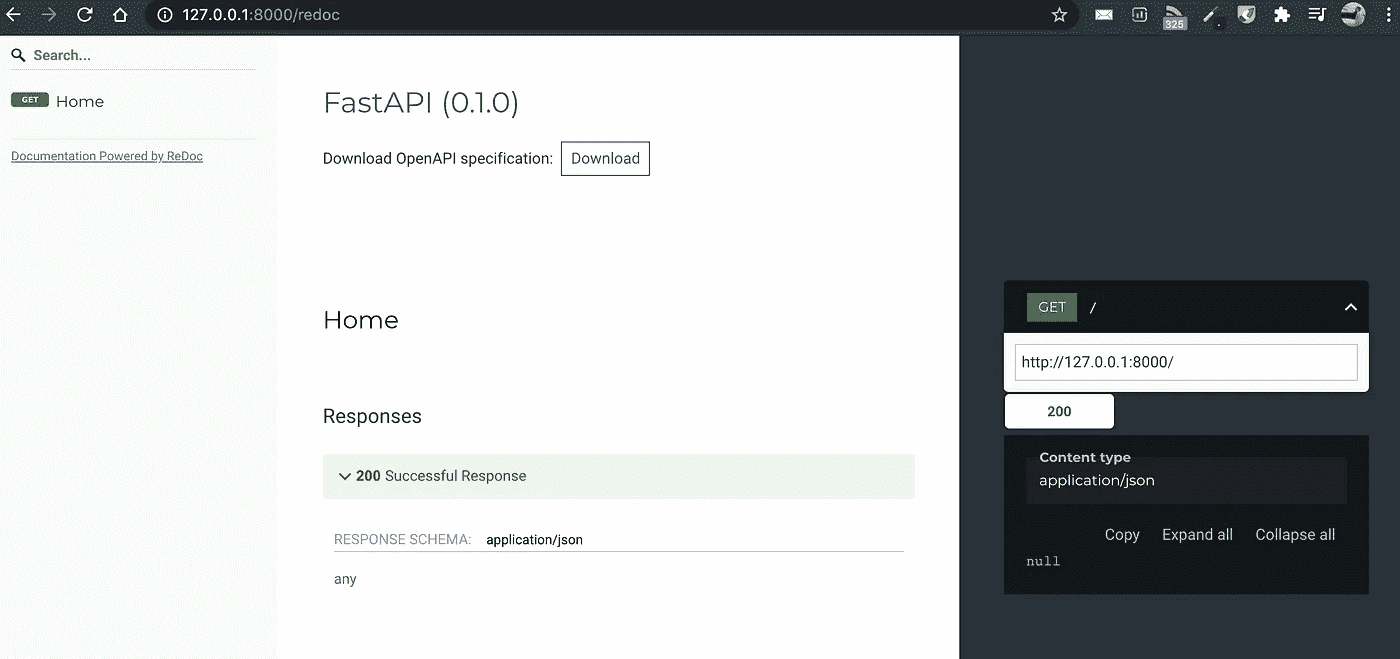 127.0.0.1:8000/redoc
325
Search...
GET Home
Documentation Powered by ReDoc
FastAPI (0.1.0)
Download OpenAPI specification: Download
Home
Responses
200 Successful Response
RESPONSE SCHEMA: application/json
any
GET /
http://127.0.0.1:8000/
200
Content type
application/json
Copy Expand all Collapse all
null